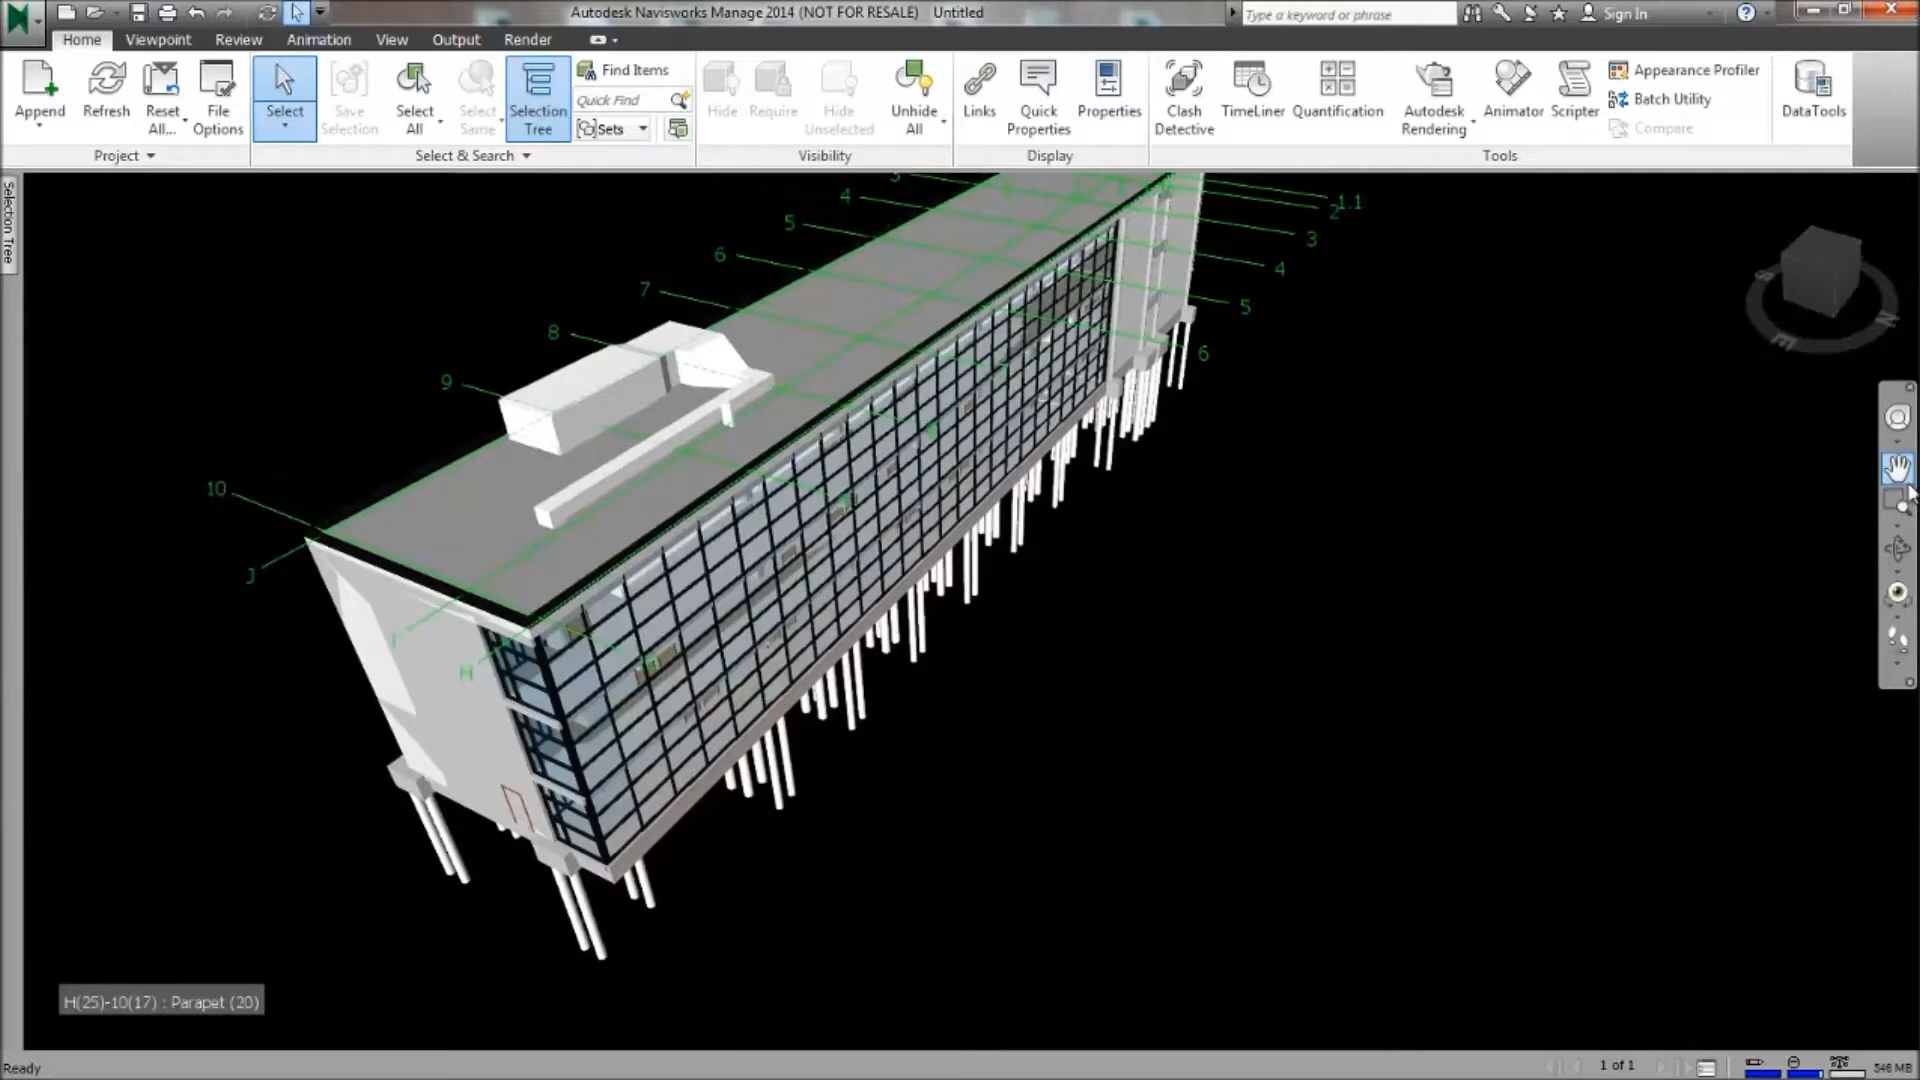 Autodesk Navisworks Manage 2014 (NOT FOR RESALE) Untitled
Type a keyword or phrase
Sign In
Home Viewpoint Review Animation View Output Render
Append
Refresh
Reset All...
File Options
Project
Select
Save Selection
Select All
Select Same
Selection Tree
Find Items
Quick Find
Sets
Select & Search
Hide
Require
Hide Unselected
Unhide All
Visibility
Links
Quick Properties
Properties
Display
Clash Detective
TimeLiner
Quantification
Autodesk Rendering
Animator
Scripter
Appearance Profiler
Batch Utility
Compare
DataTools
Tools
Selection Tree
3
4
5
6
7
8
9
10
J
H
1.1
2
3
4
5
6
S
N
E
H(25)-10(17) : Parapet (20)
Ready
1 of 1
546 MB